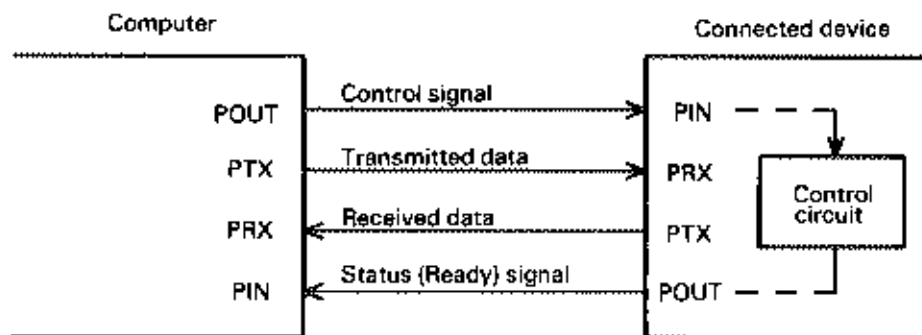 Computer
Connected device
POUT
Control signal
PIN
PTX
Transmitted data
PRX
Control
circuit
PRX
Received data
PTX
PIN
Status (Ready) signal
POUT